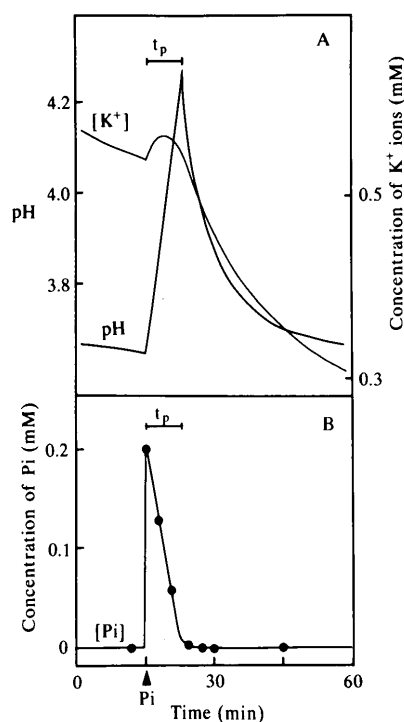 A
t_p
4.2
[K⁺]
4.0
0.5
pH
Concentration of K⁺ ions (mM)
3.8
pH
0.3
B
t_p
0.2
Concentration of Pi (mM)
0.1
[Pi]
0
0 30 60
Pi
Time (min)